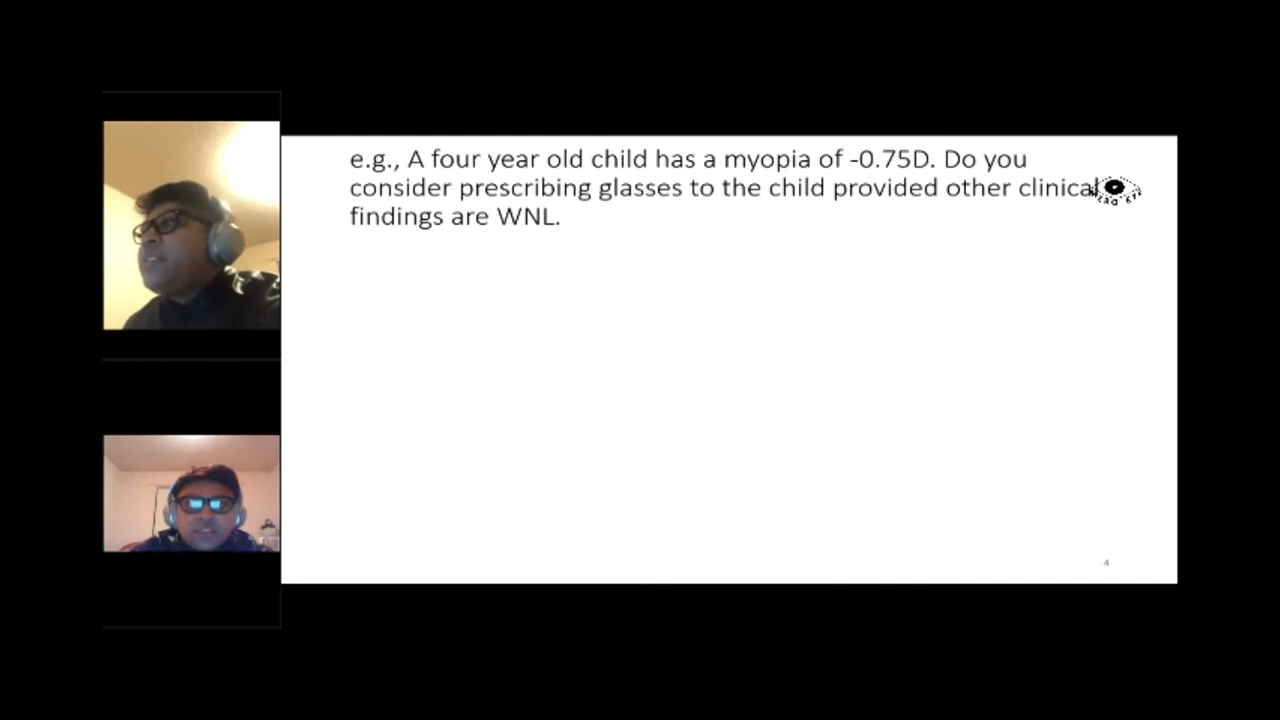 e.g., A four year old child has a myopia of -0.75D. Do you
consider prescribing glasses to the child provided other clinical
findings are WNL.
4